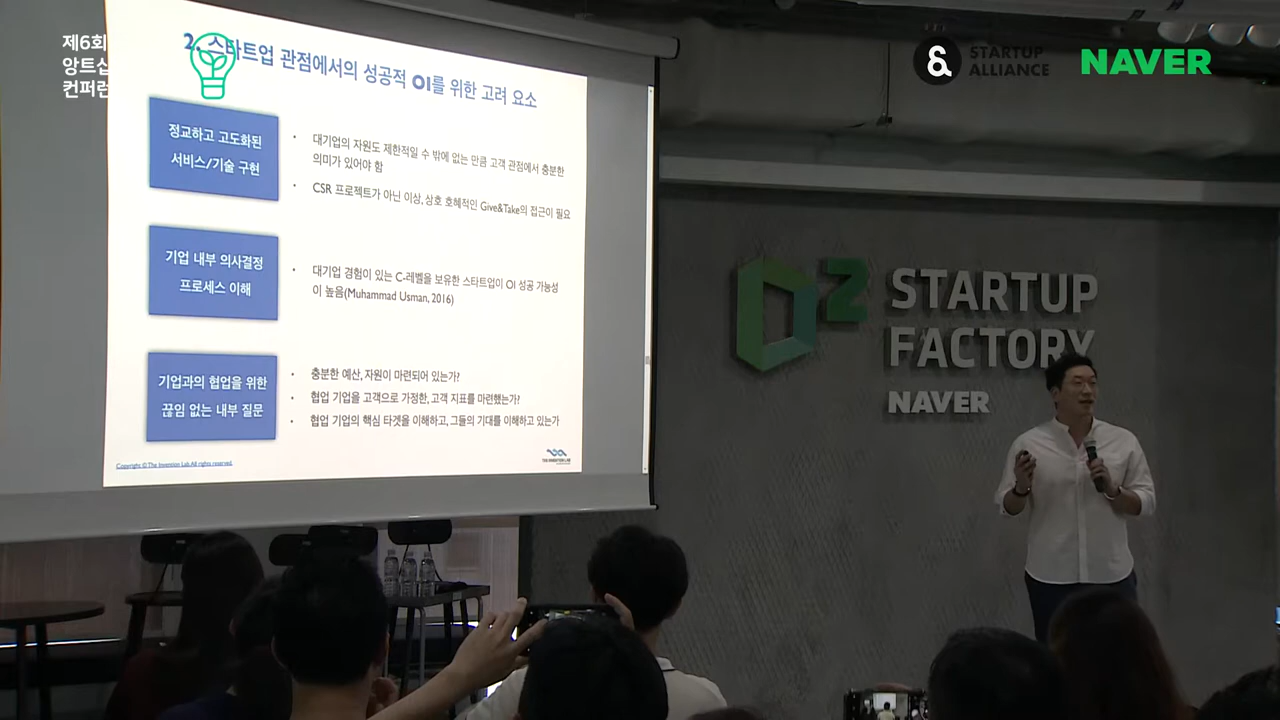 제6회
앙트십
컨퍼런
STARTUP
ALLIANCE
NAVER
2. 스타트업 관점에서의 성공적 OI를 위한 고려 요소
정교하고 고도화된
서비스/기술 구현
• 대기업의 자원도 제한적일 수 밖에 없는 만큼 고객 관점에서 충분한
의미가 있어야 함
• CSR 프로젝트가 아닌 이상, 상호 호혜적인 Give&Take의 접근이 필요
기업 내부 의사결정
프로세스 이해
• 대기업 경험이 있는 C-레벨을 보유한 스타트업이 OI 성공 가능성
이 높음(Muhammad Usman, 2016)
기업과의 협업을 위한
끊임 없는 내부 질문
• 충분한 예산, 자원이 마련되어 있는가?
• 협업 기업을 고객으로 가정한, 고객 지표를 마련했는가?
• 협업 기업의 핵심 타겟을 이해하고, 그들의 기대를 이해하고 있는가
Copyright © The Invention Lab. All rights reserved.
THE INVENTION LAB
D2 STARTUP
FACTORY
NAVER